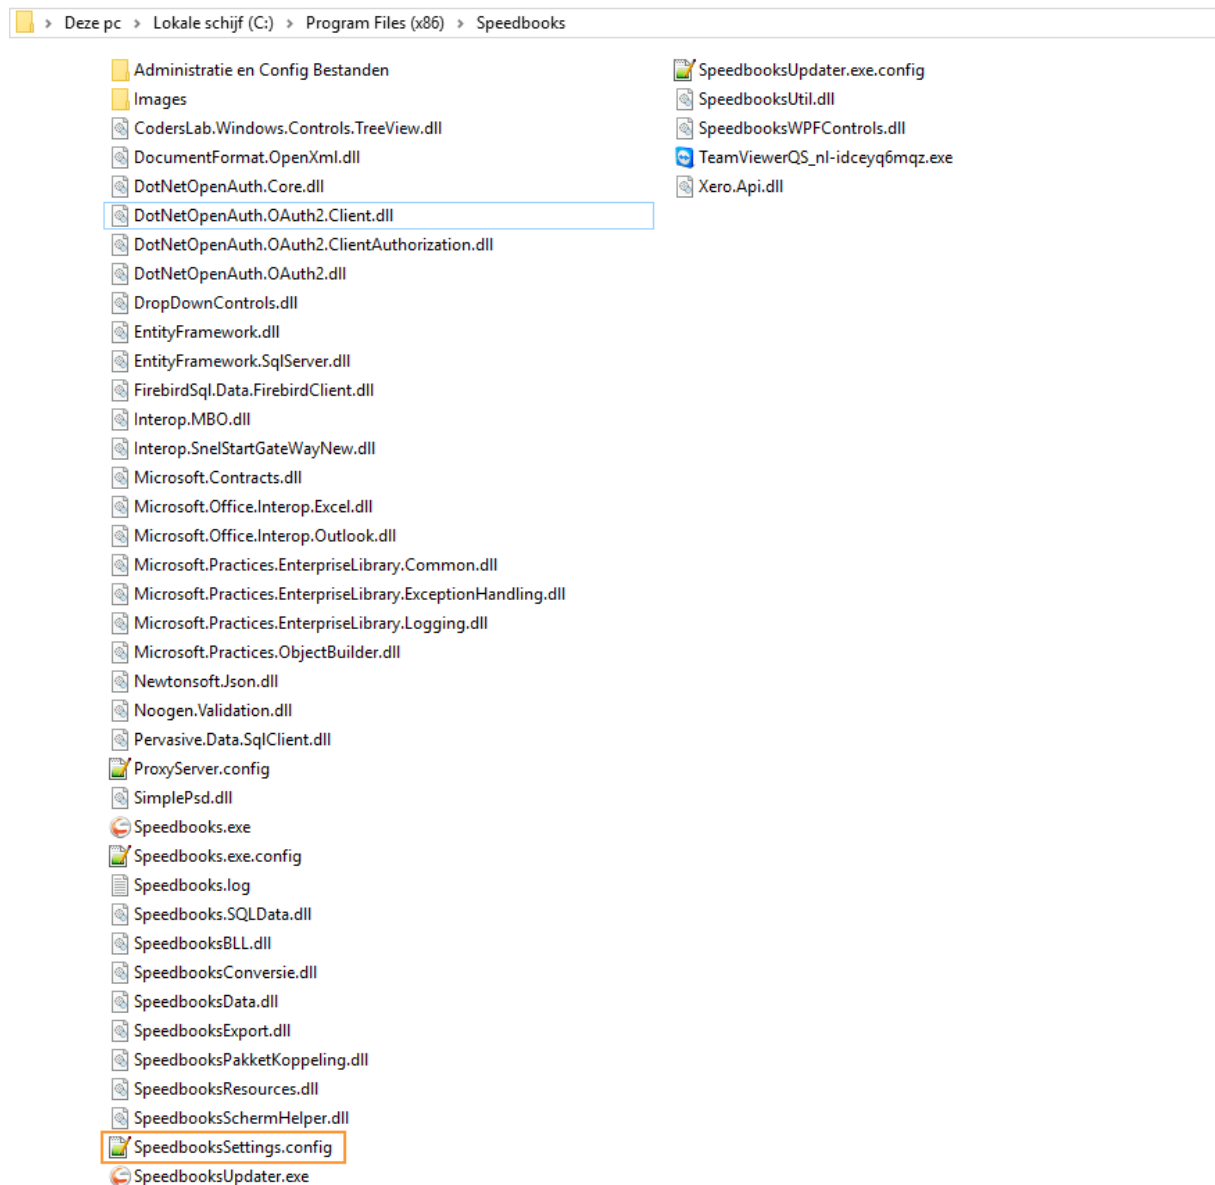 Deze pc > Lokale schijf (C:) > Program Files (x86) > Speedbooks
Administratie en Config Bestanden
Images
CodersLab.Windows.Controls.TreeView.dll
DocumentFormat.OpenXml.dll
DotNetOpenAuth.Core.dll
DotNetOpenAuth.OAuth2.Client.dll
DotNetOpenAuth.OAuth2.ClientAuthorization.dll
DotNetOpenAuth.OAuth2.dll
DropDownControls.dll
EntityFramework.dll
EntityFramework.SqlServer.dll
FirebirdSql.Data.FirebirdClient.dll
Interop.MBO.dll
Interop.SnelStartGateWayNew.dll
Microsoft.Contracts.dll
Microsoft.Office.Interop.Excel.dll
Microsoft.Office.Interop.Outlook.dll
Microsoft.Practices.EnterpriseLibrary.Common.dll
Microsoft.Practices.EnterpriseLibrary.ExceptionHandling.dll
Microsoft.Practices.EnterpriseLibrary.Logging.dll
Microsoft.Practices.ObjectBuilder.dll
Newtonsoft.Json.dll
Noogen.Validation.dll
Pervasive.Data.SqlClient.dll
ProxyServer.config
SimplePsd.dll
Speedbooks.exe
Speedbooks.exe.config
Speedbooks.log
Speedbooks.SQLData.dll
SpeedbooksBLL.dll
SpeedbooksConversie.dll
SpeedbooksData.dll
SpeedbooksExport.dll
SpeedbooksPakketKoppeling.dll
SpeedbooksResources.dll
SpeedbooksSchermHelper.dll
SpeedbooksSettings.config
SpeedbooksUpdater.exe
SpeedbooksUpdater.exe.config
SpeedbooksUtil.dll
SpeedbooksWPFControls.dll
TeamViewerQS_nl-idceyq6mqz.exe
Xero.Api.dll